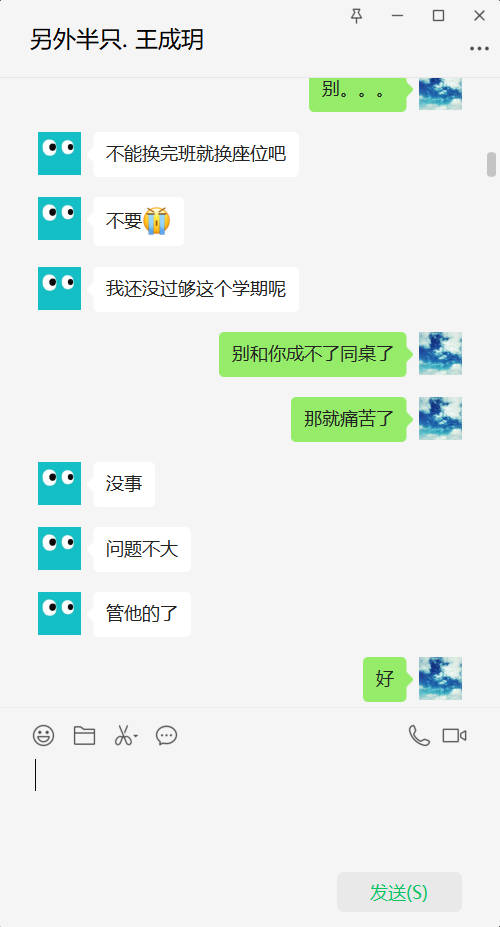 另外半只. 王成玥
别。。。
不能换完班就换座位吧
不要😭
我还没过够这个学期呢
别和你成不了同桌了
那就痛苦了
没事
问题不大
管他的了
好
发送(S)